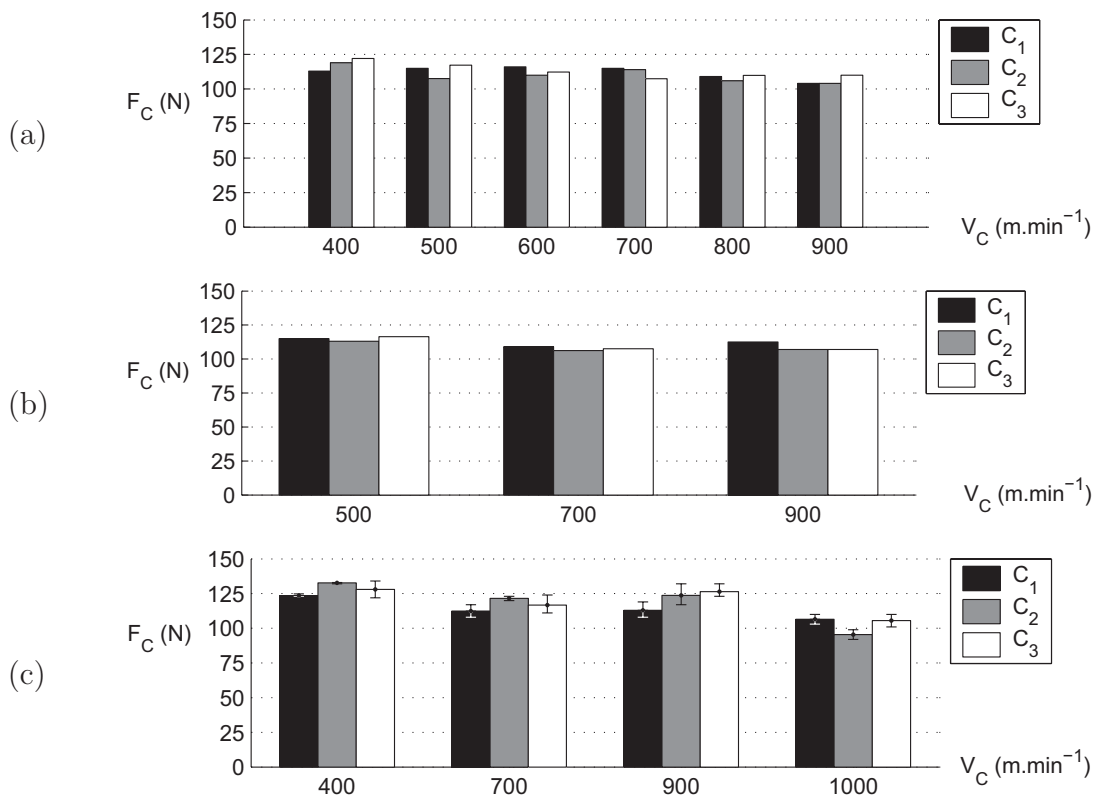 (a)
F_C (N)
150
125
100
75
50
25
0
400 500 600 700 800 900
V_C (m.min⁻¹)
C_1
C_2
C_3
(b)
F_C (N)
150
125
100
75
50
25
0
500 700 900
V_C (m.min⁻¹)
C_1
C_2
C_3
(c)
F_C (N)
150
125
100
75
50
25
0
400 700 900 1000
V_C (m.min⁻¹)
C_1
C_2
C_3